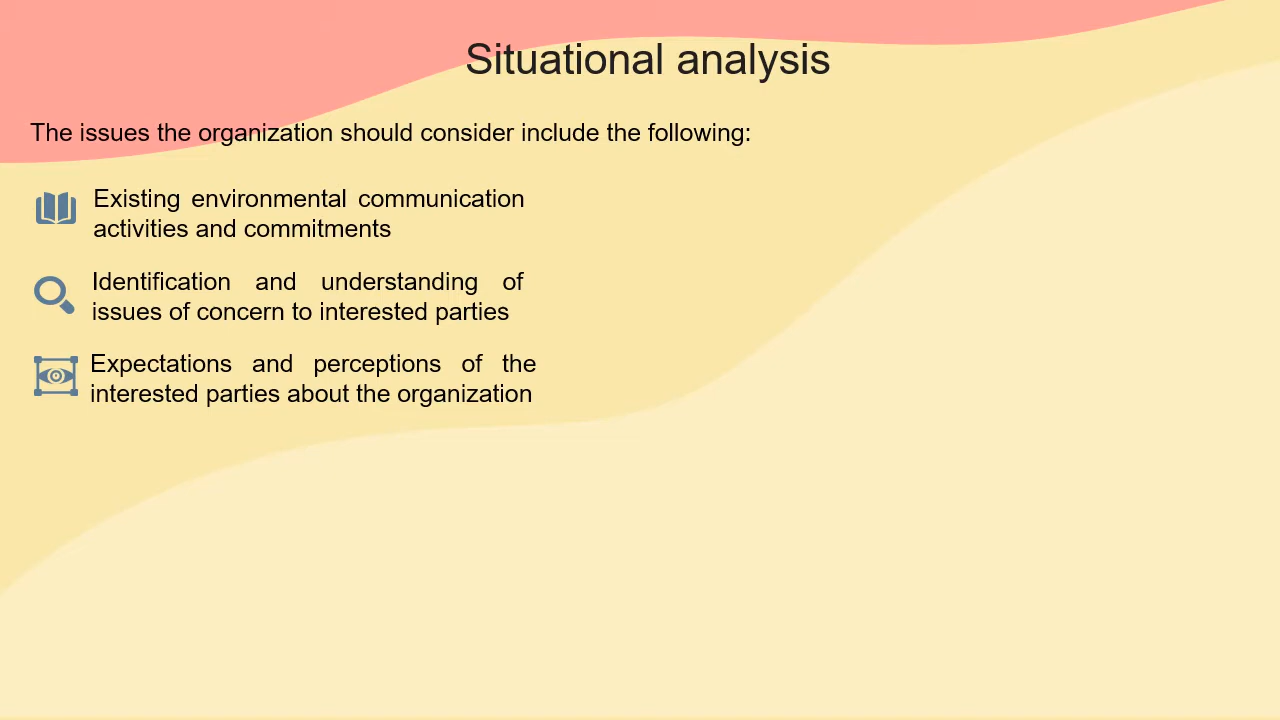 Situational analysis
The issues the organization should consider include the following:
Existing environmental communication
activities and commitments
Identification and understanding of
issues of concern to interested parties
Expectations and perceptions of the
interested parties about the organization